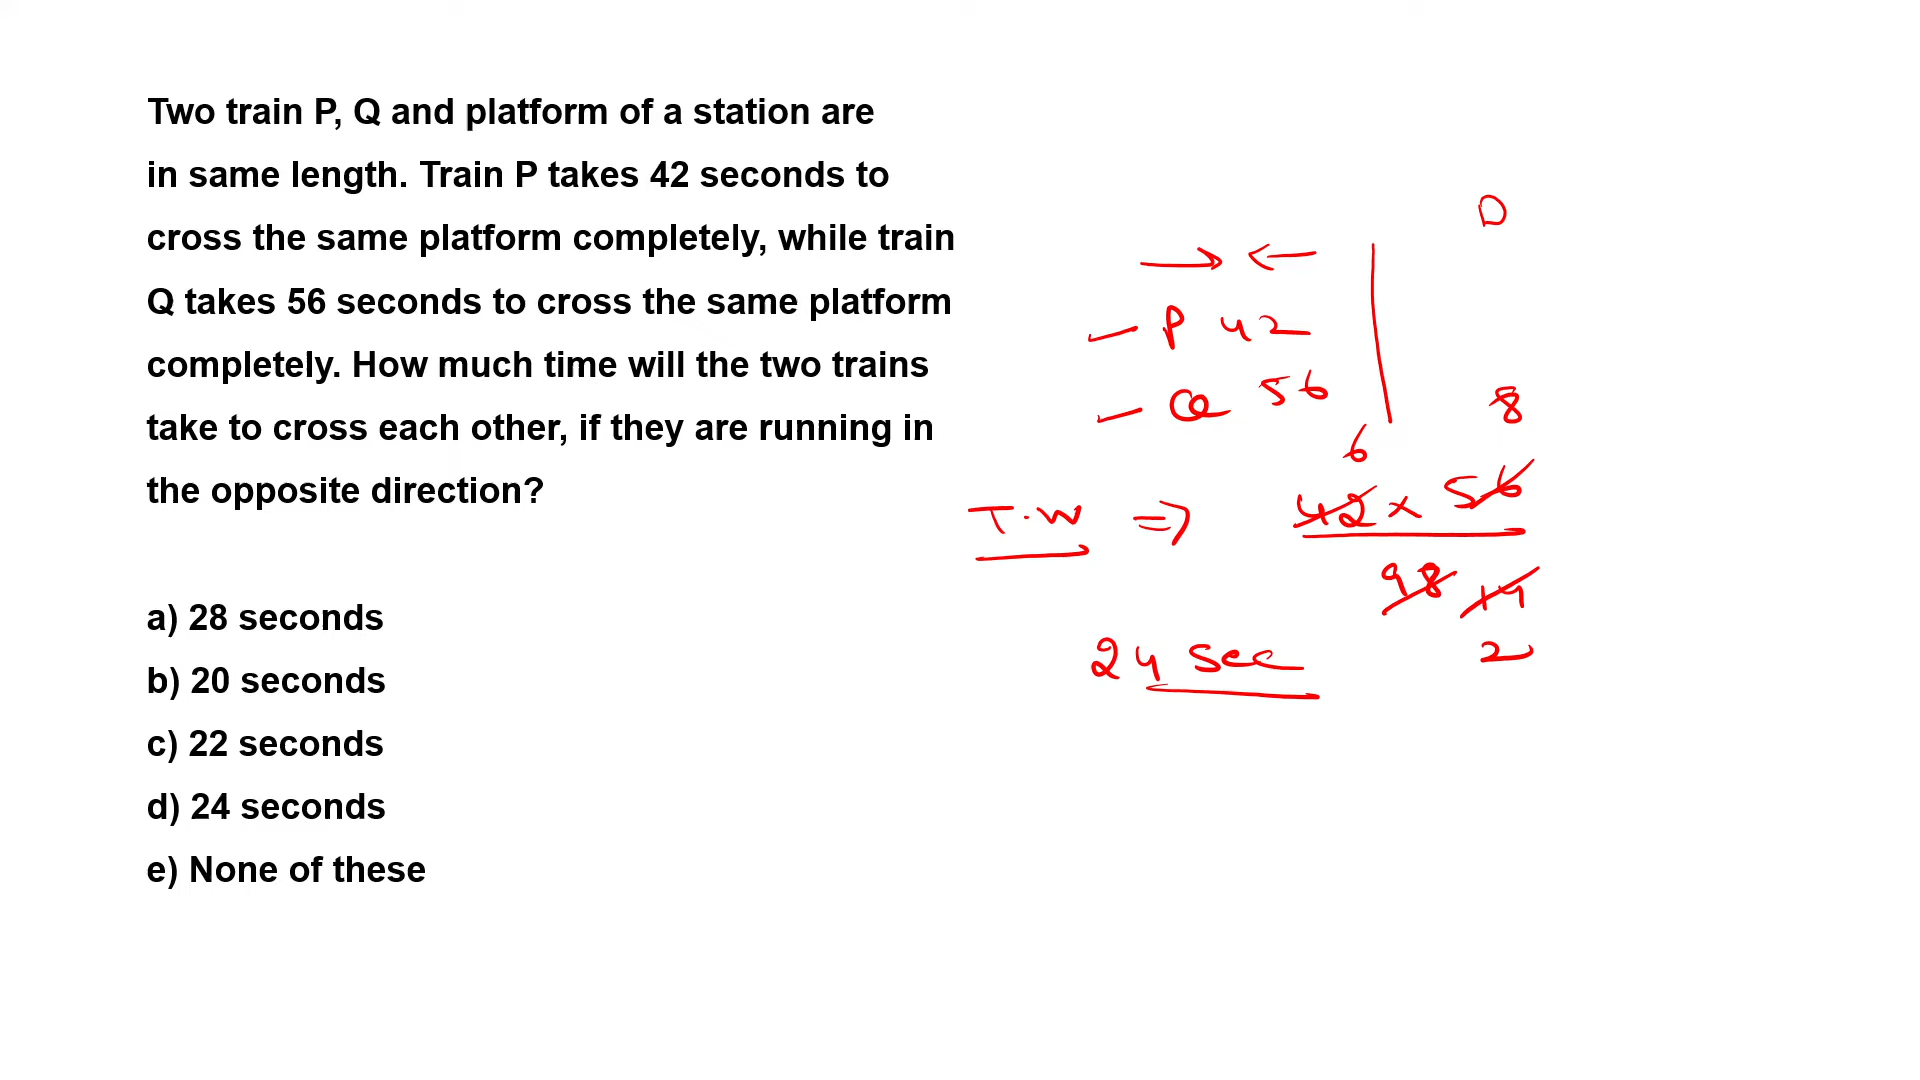 Two train P, Q and platform of a station are
in same length. Train P takes 42 seconds to
cross the same platform completely, while train
Q takes 56 seconds to cross the same platform
completely. How much time will the two trains
take to cross each other, if they are running in
the opposite direction?
a) 28 seconds
b) 20 seconds
c) 22 seconds
d) 24 seconds
e) None of these
D
→ ←
- P 42
- Q 56
8
6
T.W ⇒ 42 x 56
98 14
2
24 sec